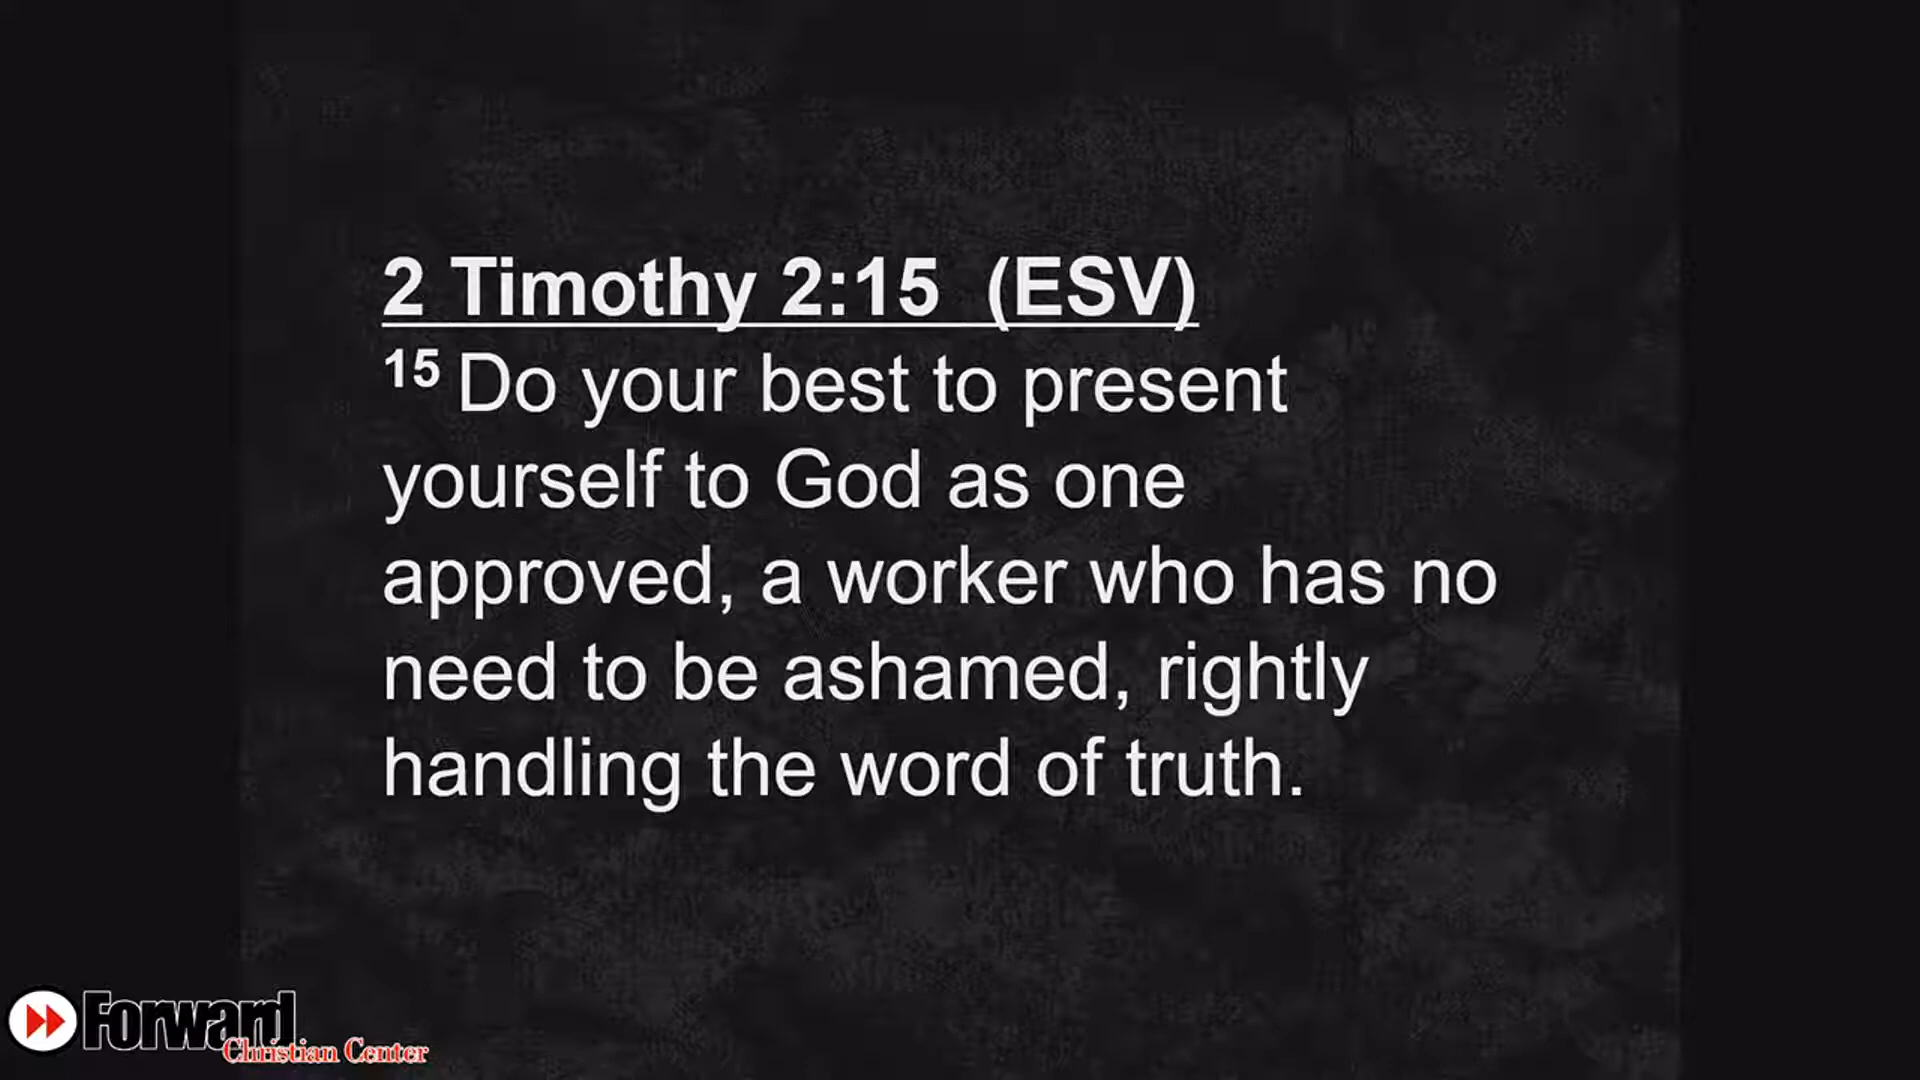 2 Timothy 2:15  (ESV)
15 Do your best to present
yourself to God as one
approved, a worker who has no
need to be ashamed, rightly
handling the word of truth.
Forward
Christian Center